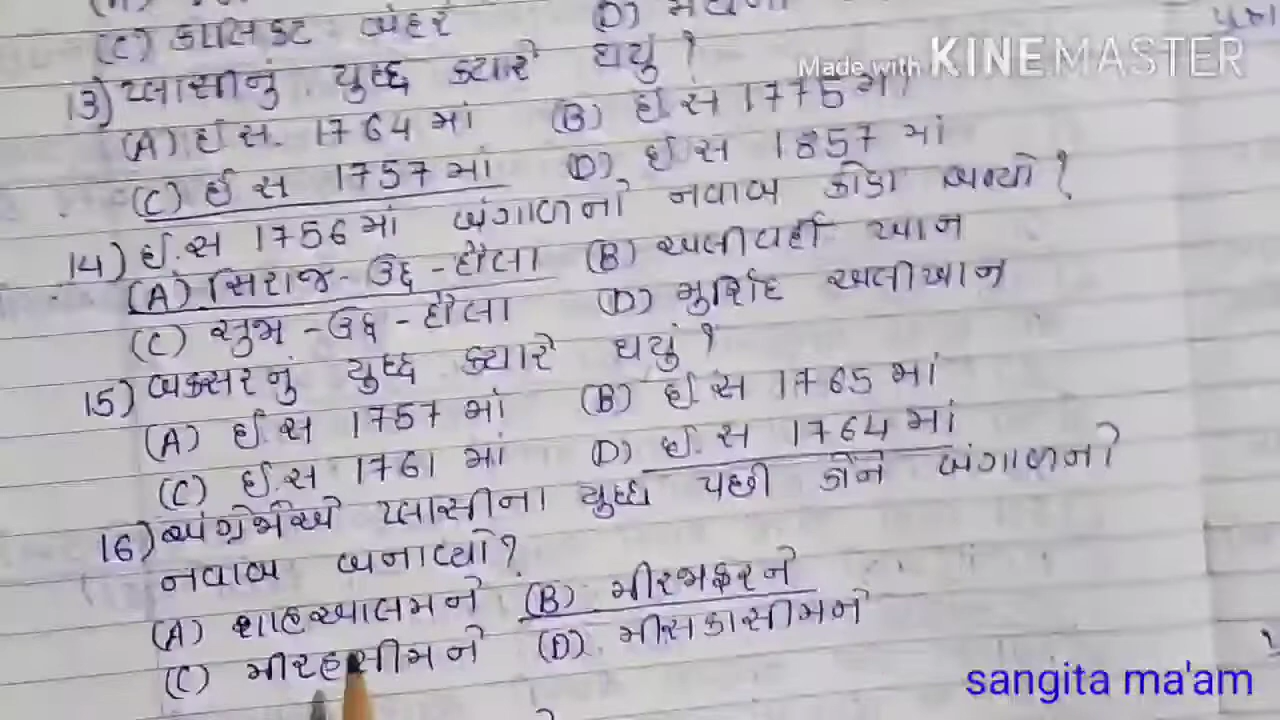 (C) કાલિકટ બંદર (D)
13) પ્લાસીનું યુદ્ધ ક્યારે થયું?
(A) ઈ.સ. 1764 માં (B) ઈ.સ 1775 માં
(C) ઈ સ 1757 માં (D) ઈ સ 1857 માં
14) ઈ.સ 1756 માં બંગાળનો નવાબ કોણ બન્યો?
(A) સિરાજ-ઉદ્દ-દૌલા (B) અલીવર્દી ખાન
(C) શુજા-ઉદ્દ-દૌલા (D) મુર્શિદ અલીખાન
15) બક્સરનું યુદ્ધ ક્યારે થયું?
(A) ઈ.સ 1757 માં (B) ઈ.સ 1765 માં
(C) ઈ.સ 1761 માં (D) ઈ.સ 1764 માં
16) અંગ્રેજોએ પ્લાસીના યુદ્ધ પછી કોને બંગાળનો
નવાબ બનાવ્યો?
(A) શાહઆલમને (B) મીરજાફરને
(C) મીરહસીમને (D) મીરકાસીમને
Made with KINEMASTER
sangita ma'am